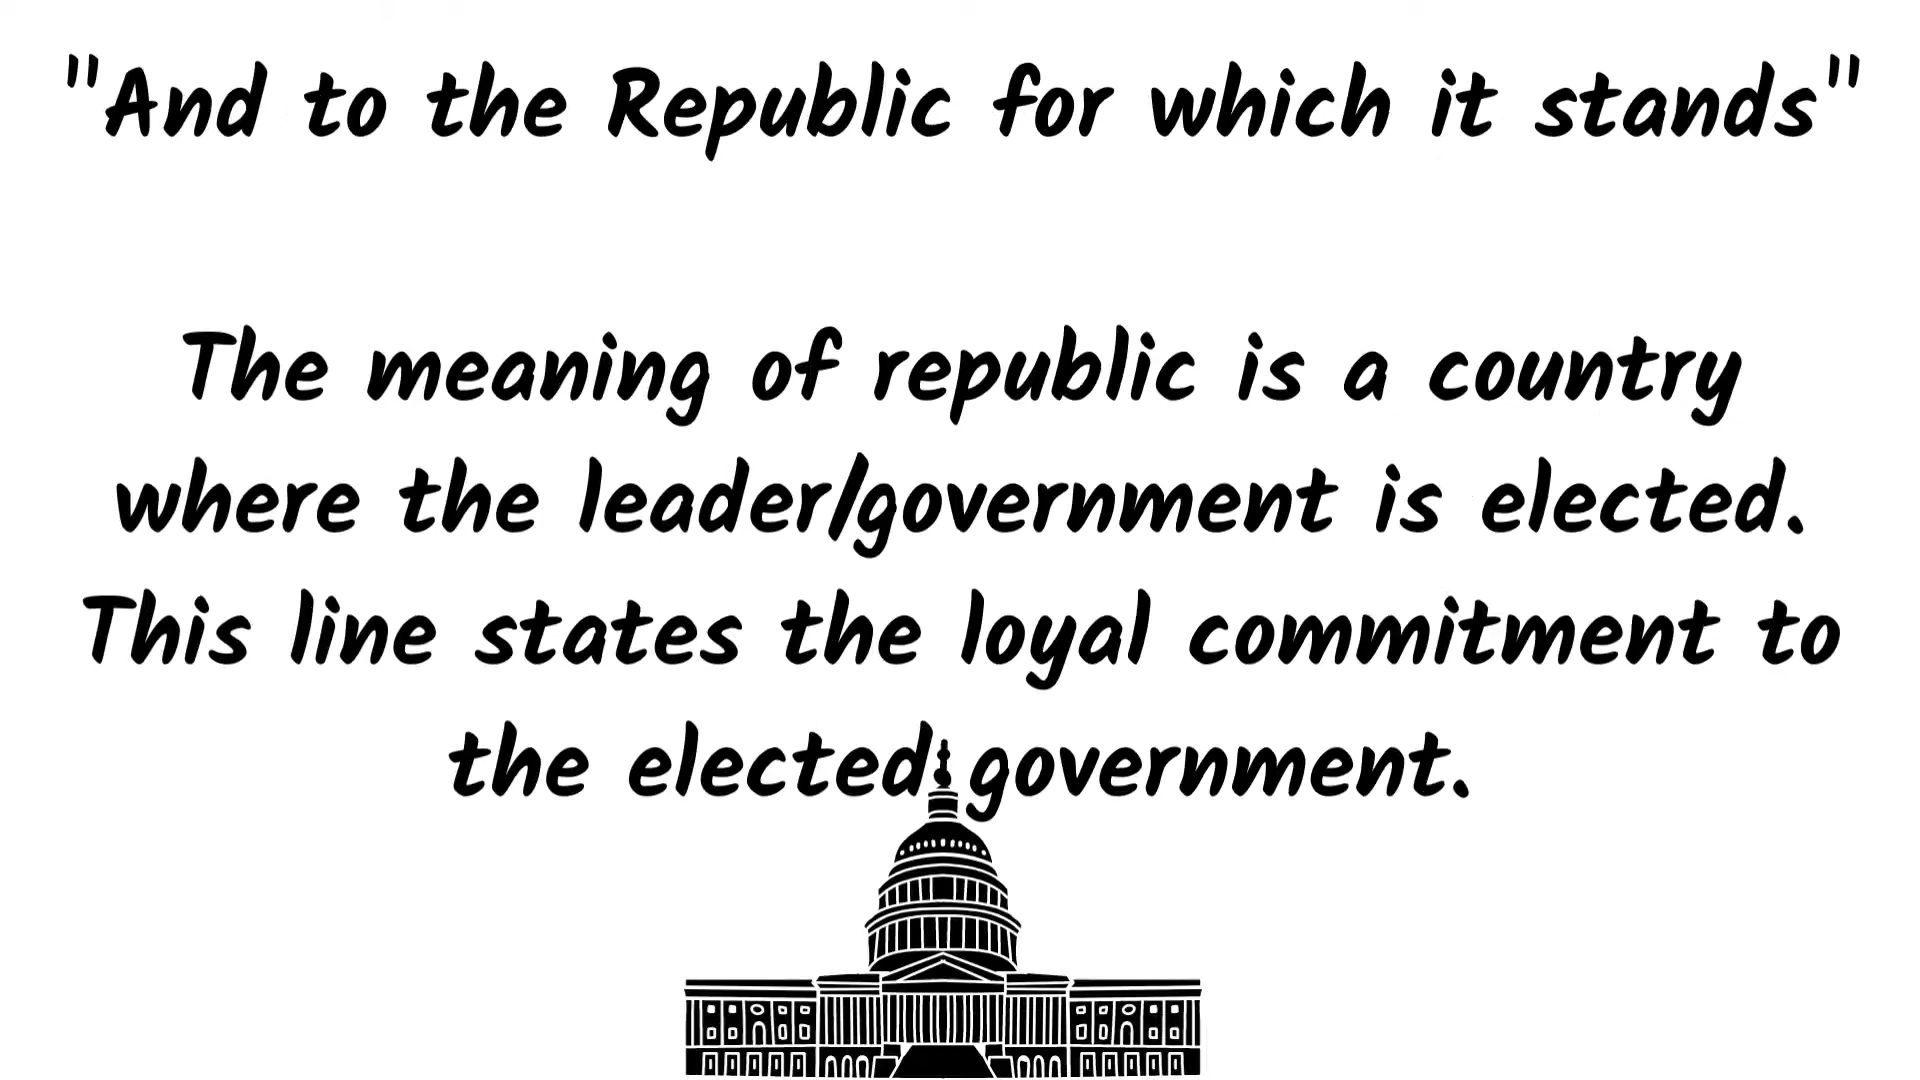 "And to the Republic for which it stands"
The meaning of republic is a country
where the leader/government is elected.
This line states the loyal commitment to
the elected government.